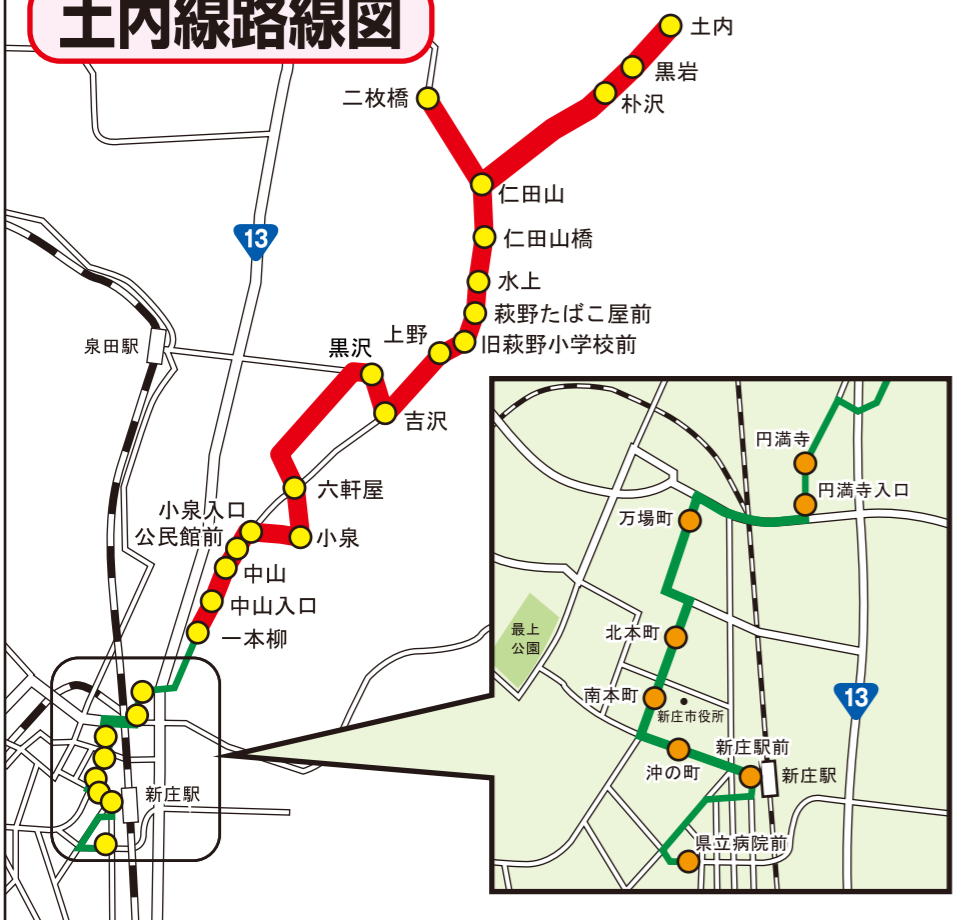 土内線路線図
土内
黒岩
朴沢
二枚橋
仁田山
仁田山橋
水上
萩野たばこ屋前
旧萩野小学校前
上野
黒沢
吉沢
13
泉田駅
六軒屋
小泉入口
公民館前
小泉
中山
中山入口
一本柳
新庄駅
円満寺
円満寺入口
万場町
最上
公園
北本町
南本町
新庄市役所
13
新庄駅前
沖の町
新庄駅
県立病院前